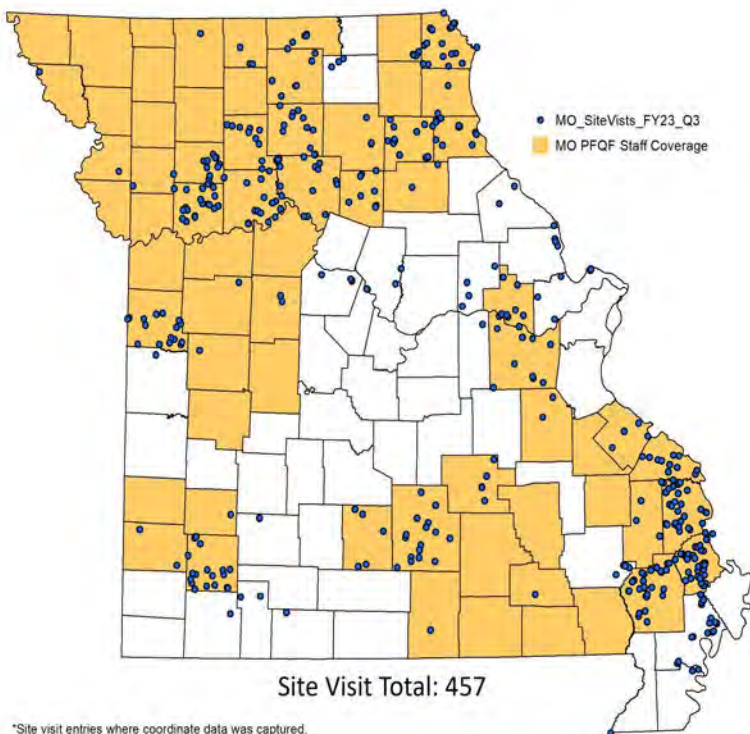 MO_SiteVists_FY23_Q3
MO PFQF Staff Coverage
Site Visit Total: 457
*Site visit entries where coordinate data was captured.